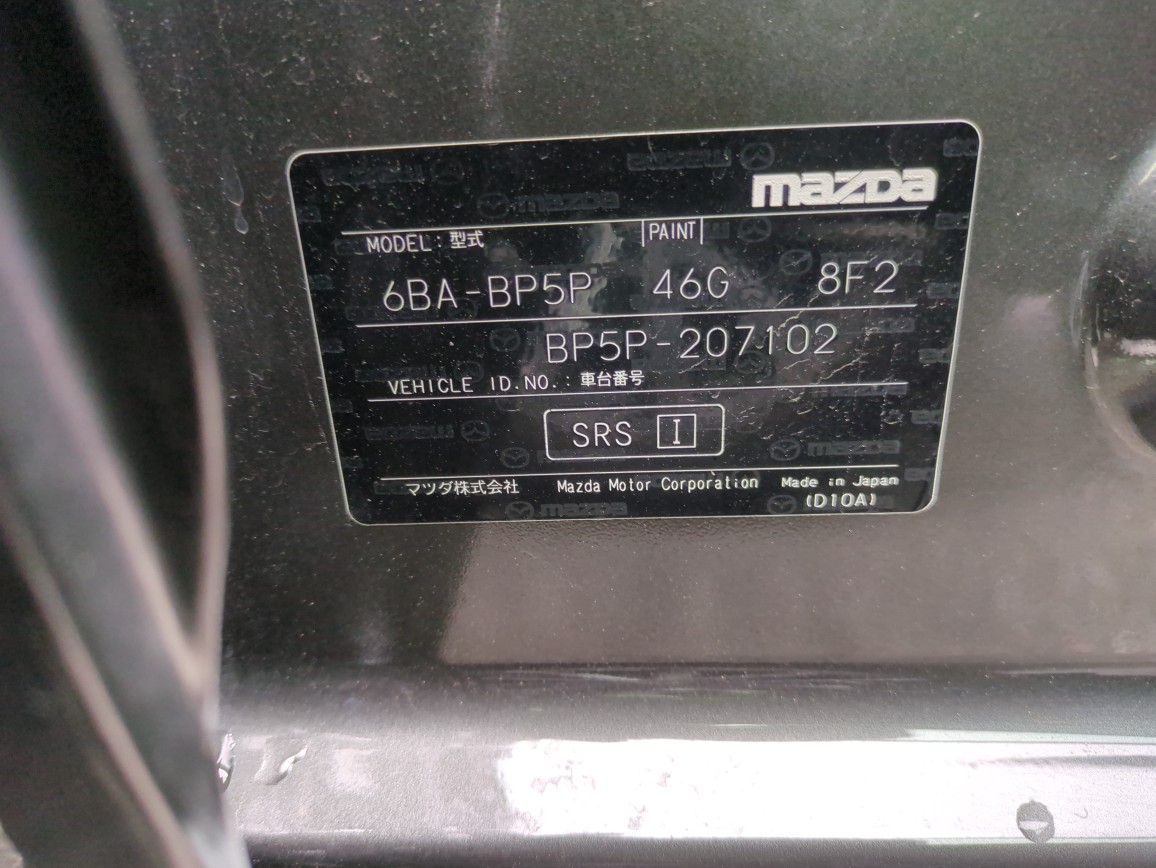 mazda
MODEL : 型式 PAINT
6BA-BP5P 46G 8F2
BP5P-207102
VEHICLE ID.NO. : 車台番号
SRS I
マツダ株式会社 Mazda Motor Corporation Made in Japan
(D10A)